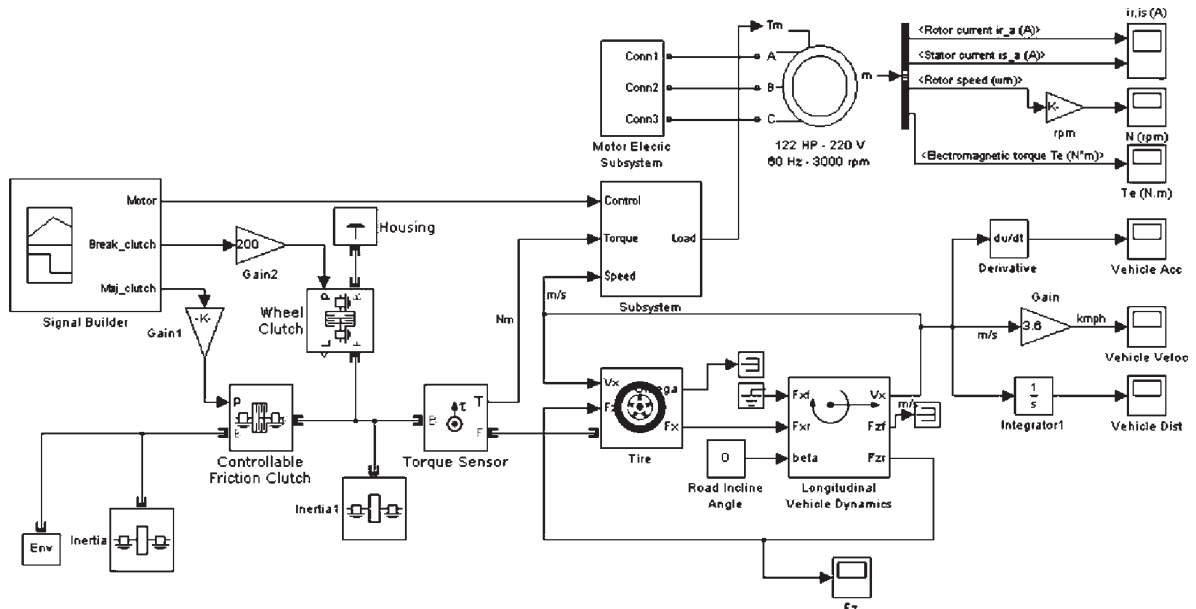 ir,is (A)
Tm
<Rotor current ir_a (A)>
<Stator current is_a (A)>
<Rotor speed (wm)>
<Electromagnetic torque Te (N*m)>
Conn1
Conn2
Conn3
A
B
C
m
K-
rpm
N (rpm)
Te (N.m)
Motor Elecric
Subsystem
122 HP - 220 V
60 Hz - 3000 rpm
Motor
Break_clutch
Maj_clutch
Signal Builder
200
Gain2
-K-
Gain1
Housing
Wheel
Clutch
Control
Torque
Speed
Load
Subsystem
m/s
Nm
du/dt
Derivative
Vehicle Acc
Gain
3.6
m/s
kmph
Vehicle Veloc
1
s
Integrator1
Vehicle Dist
P
B
Controllable
Friction Clutch
B
τ
T
F
Torque Sensor
Vx
Fx
Tire
Fxf
Fxr
beta
Vx
m/s
Fzf
Fzr
Longitudinal
Vehicle Dynamics
0
Road Incline
Angle
Inertia1
Inertia
Env